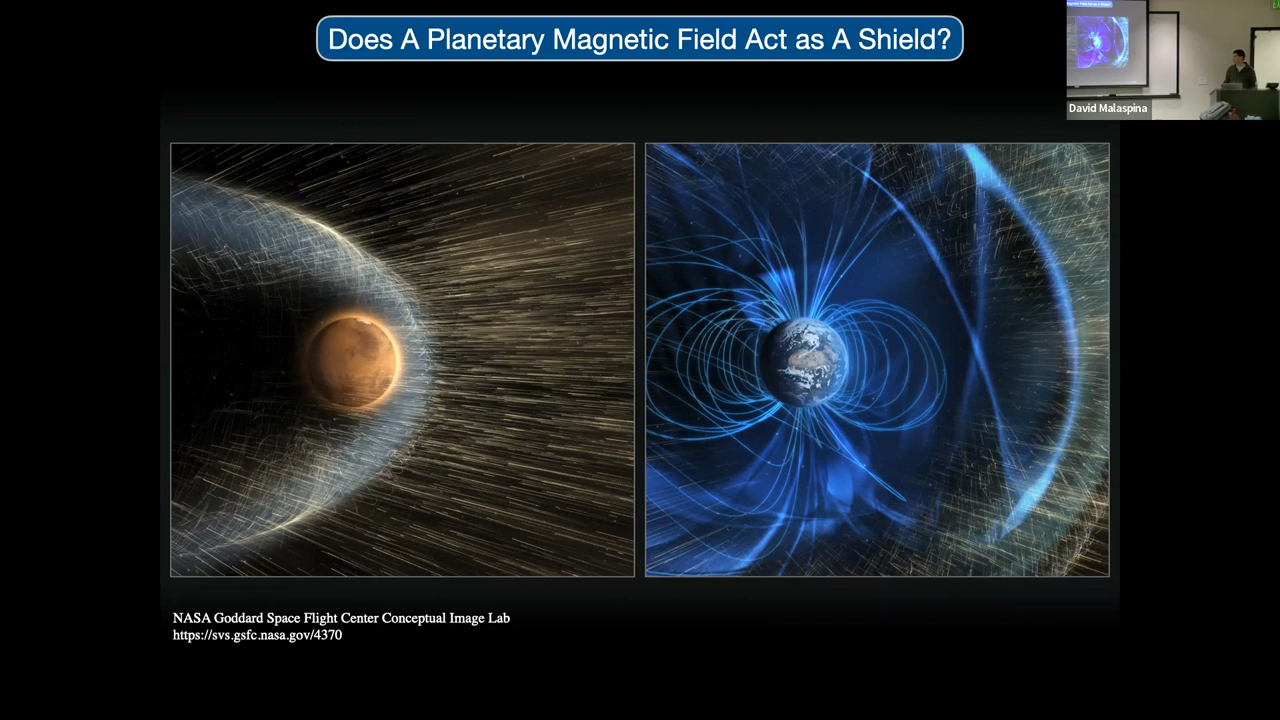 Does A Planetary Magnetic Field Act as A Shield?
David Malaspina
NASA Goddard Space Flight Center Conceptual Image Lab
https://svs.gsfc.nasa.gov/4370